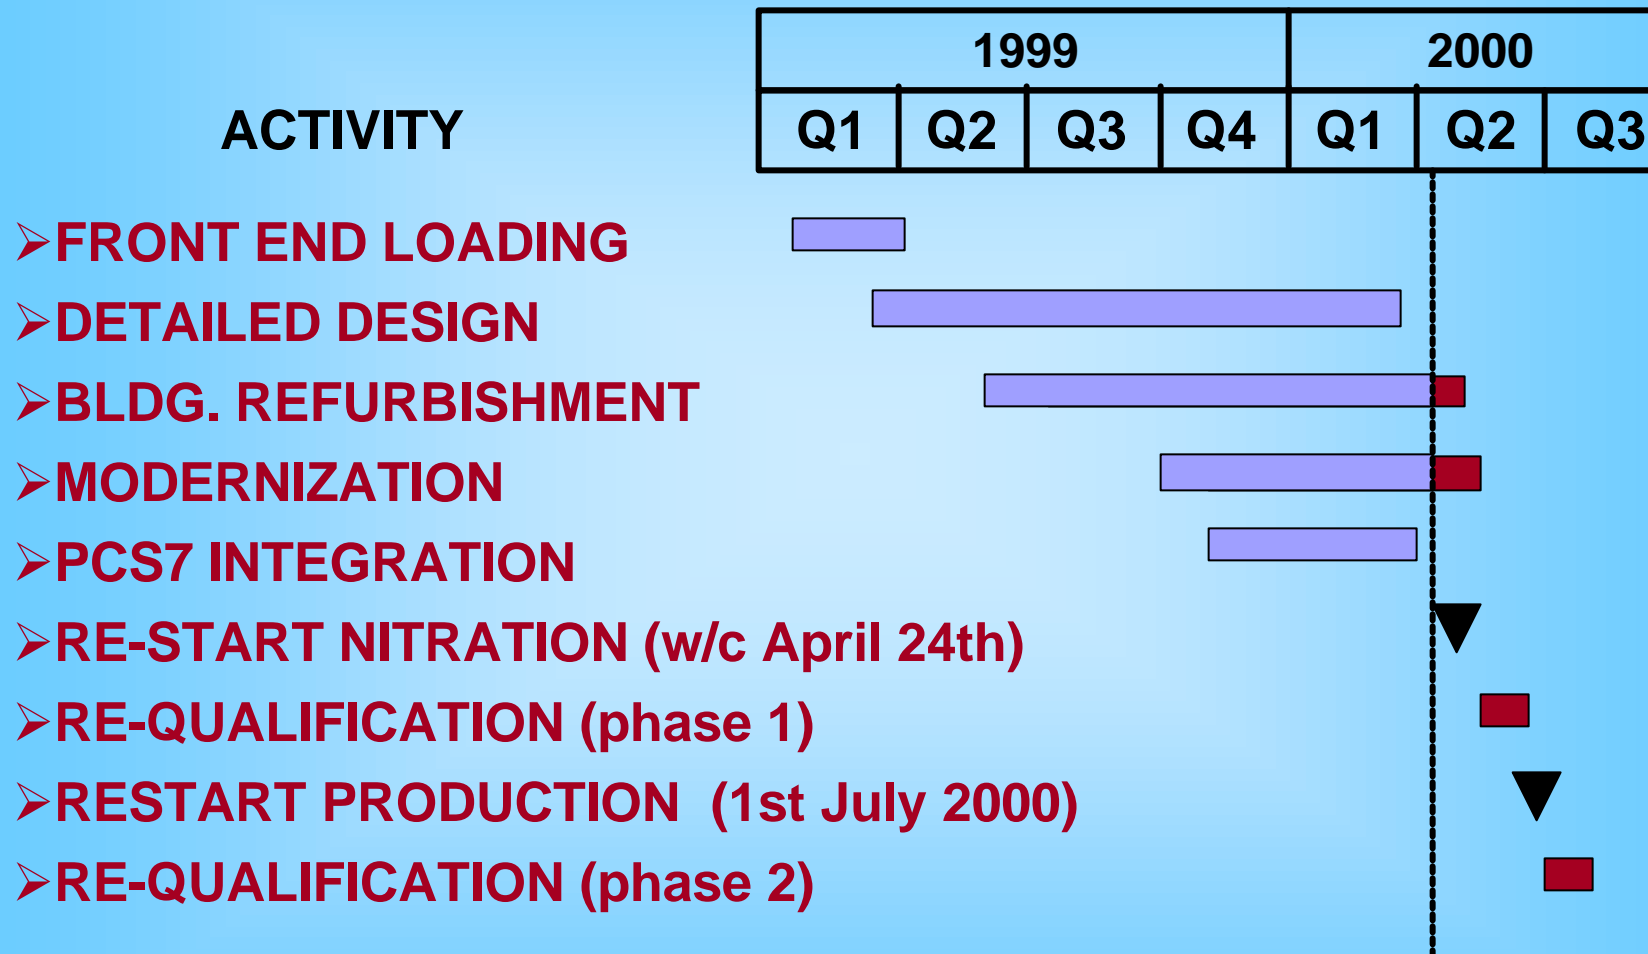 1999 2000
ACTIVITY Q1 Q2 Q3 Q4 Q1 Q2 Q3
➢FRONT END LOADING
➢DETAILED DESIGN
➢BLDG. REFURBISHMENT
➢MODERNIZATION
➢PCS7 INTEGRATION
➢RE-START NITRATION (w/c April 24th)
➢RE-QUALIFICATION (phase 1)
➢RESTART PRODUCTION (1st July 2000)
➢RE-QUALIFICATION (phase 2)